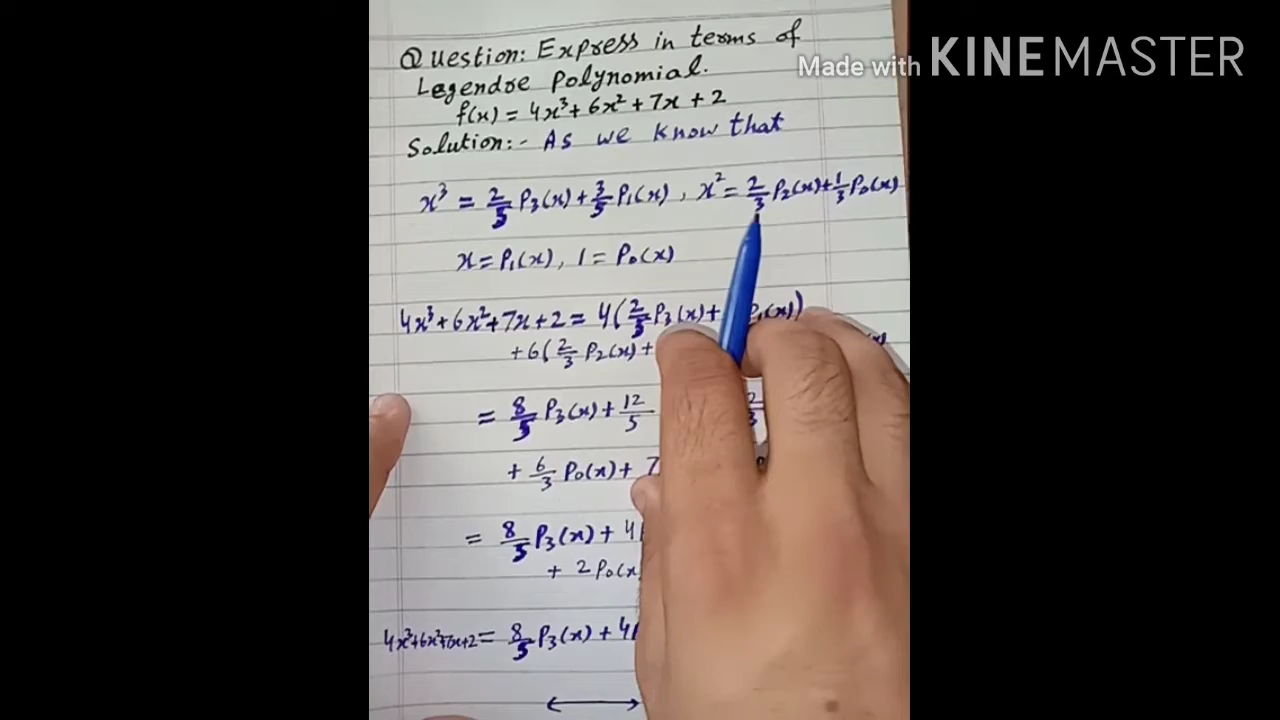 Question: Express in terms of
Made with KINEMASTER
Legendre Polynomial.
f(x) = 4x³ + 6x² + 7x + 2
Solution:- As we know that
x³ = 2/5 P₃(x) + 3/5 P₁(x), x² = 2/3 P₂(x) + 1/3 P₀(x)
x = P₁(x), 1 = P₀(x)
4x³ + 6x² + 7x + 2 = 4(2/5 P₃(x) + P₁(x))
+ 6(2/3 P₂(x) +
= 8/5 P₃(x) + 12/5
+ 6/3 P₀(x) + 7
= 8/5 P₃(x) + 4
+ 2P₀(x
4x³+6x²+7x+2 = 8/5 P₃(x) + 4